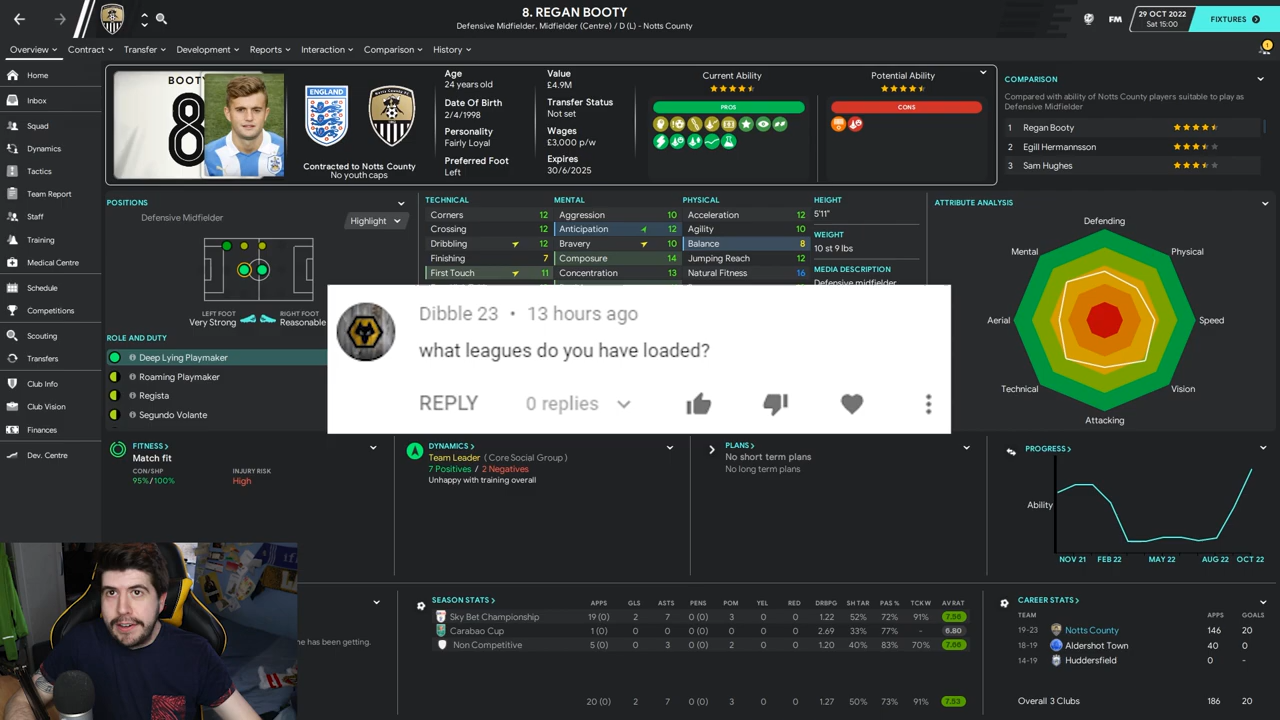 8. REGAN BOOTY
Defensive Midfielder, Midfielder (Centre) / D (L) - Notts County
FM
29 OCT 2022
Sat 15:00
FIXTURES
Overview
Contract
Transfer
Development
Reports
Interaction
Comparison
History
1
Home
Inbox
Squad
Dynamics
Tactics
Team Report
Staff
Training
Medical Centre
Schedule
Competitions
Scouting
Transfers
Club Info
Club Vision
Finances
Dev. Centre
8
ENGLAND
Contracted to Notts County
No youth caps
Age
24 years old
Date Of Birth
2/4/1998
Personality
Fairly Loyal
Preferred Foot
Left
Value
£4.9M
Transfer Status
Not set
Wages
£3,000 p/w
Expires
30/6/2025
Current Ability
PROS
Potential Ability
CONS
COMPARISON
Compared with ability of Notts County players suitable to play as
Defensive Midfielder
1 Regan Booty
2 Egill Hermannsson
3 Sam Hughes
POSITIONS
Defensive Midfielder
Highlight
LEFT FOOT
Very Strong
RIGHT FOOT
Reasonable
ROLE AND DUTY
Deep Lying Playmaker
Roaming Playmaker
Regista
Segundo Volante
TECHNICAL
Corners 12
Crossing 12
Dribbling 12
Finishing 7
First Touch 11
MENTAL
Aggression 10
Anticipation 12
Bravery 10
Composure 14
Concentration 13
PHYSICAL
Acceleration 12
Agility 10
Balance 8
Jumping Reach 12
Natural Fitness 16
HEIGHT
5'11"
WEIGHT
10 st 9 lbs
MEDIA DESCRIPTION
Defensive midfielder
ATTRIBUTE ANALYSIS
Defending
Physical
Speed
Vision
Attacking
Technical
Aerial
Mental
Dibble 23 • 13 hours ago
what leagues do you have loaded?
REPLY
0 replies
FITNESS
Match fit
CON/SHP
95%/100%
INJURY RISK
High
DYNAMICS
Team Leader (Core Social Group)
7 Positives / 2 Negatives
Unhappy with training overall
PLANS
No short term plans
No long term plans
PROGRESS
Ability
NOV 21
FEB 22
MAY 22
AUG 22
OCT 22
he has been getting.
SEASON STATS
APPS GLS ASTS PENS POM YEL RED DRBPG SH TAR PAS % TCK W AV RAT
Sky Bet Championship 19 (0) 2 7 0 (0) 3 0 0 1.22 52% 72% 91% 7.56
Carabao Cup 1 (0) 0 0 0 (0) 0 0 0 2.69 33% 77% - 6.80
Non Competitive 5 (0) 0 3 0 (0) 2 0 0 1.20 40% 83% 70%
20 (0) 2 7 0 (0) 3 0 0 1.27 50% 73% 91% 7.53
CAREER STATS
TEAM APPS GOALS
19-23 Notts County 146 20
18-19 Aldershot Town 40 0
14-19 Huddersfield 0 -
Overall 3 Clubs 186 20